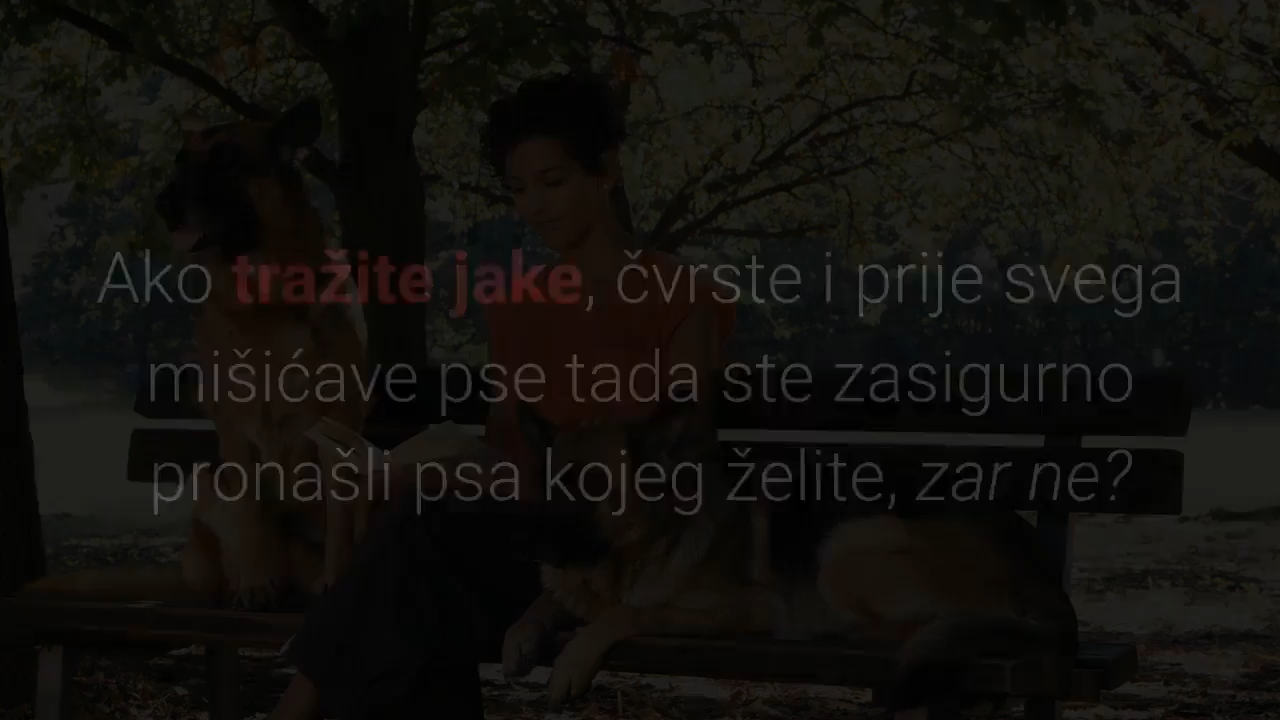 Ako tražite jake, čvrste i prije svega
mišićave pse tada ste zasigurno
pronašli psa kojeg želite, zar ne?